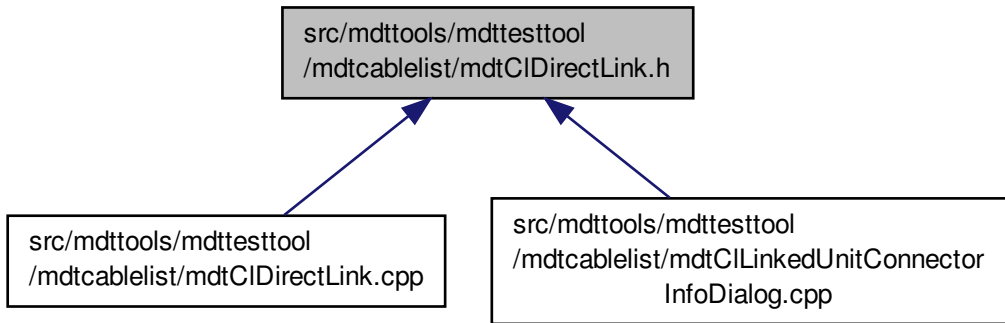 src/mdttools/mdttesttool
/mdtcablelist/mdtClDirectLink.h
src/mdttools/mdttesttool
/mdtcablelist/mdtClDirectLink.cpp
src/mdttools/mdttesttool
/mdtcablelist/mdtClLinkedUnitConnector
InfoDialog.cpp